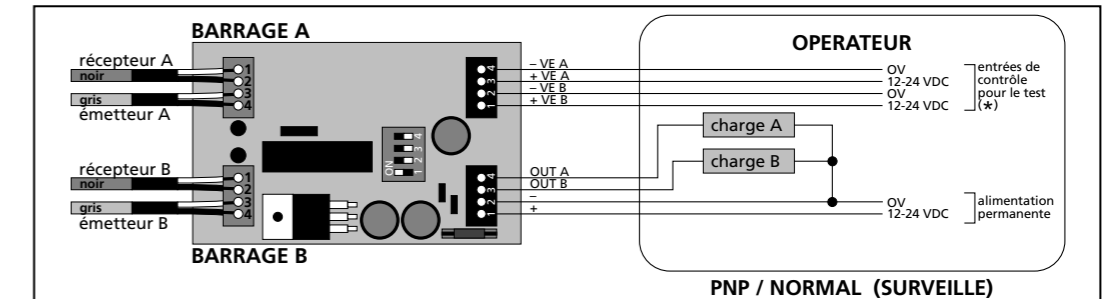 BARRAGE A
récepteur A
noir
gris
émetteur A
1
2
3
4
récepteur B
noir
gris
émetteur B
1
2
3
4
BARRAGE B
ON
1 2 3 4
4
3
2
1
– VE A
+ VE A
– VE B
+ VE B
4
3
2
1
OUT A
OUT B
–
+
OPERATEUR
0V
12-24 VDC
0V
12-24 VDC
entrées de
contrôle
pour le test
(*)
charge A
charge B
0V
12-24 VDC
alimentation
permanente
PNP / NORMAL (SURVEILLE)